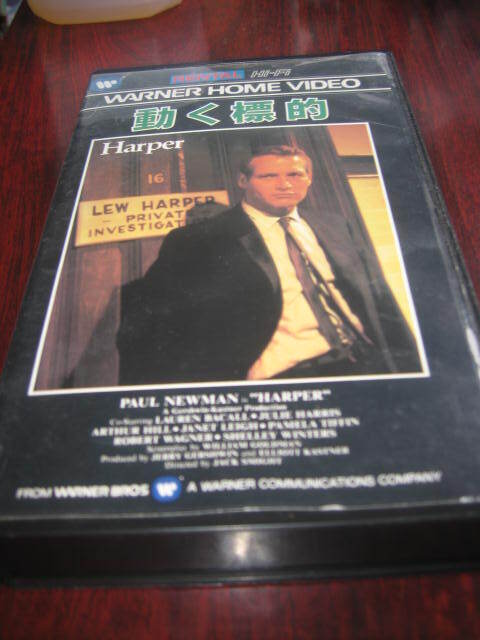 RENTAL HI-FI
WARNER HOME VIDEO
動く標的
Harper
16
LEW HARPER
PRIVATE
INVESTIGAT
PAUL NEWMAN is "HARPER"
A Gershwin-Kastner Production
Co-Starring LAUREN BACALL · JULIE HARRIS
ARTHUR HILL · JANET LEIGH · PAMELA TIFFIN
ROBERT WAGNER · SHELLEY WINTERS
Screenplay by WILLIAM GOLDMAN
Produced by JERRY GERSHWIN and ELLIOTT KASTNER
Directed by JACK SMIGHT
FROM WARNER BROS. A WARNER COMMUNICATIONS COMPANY